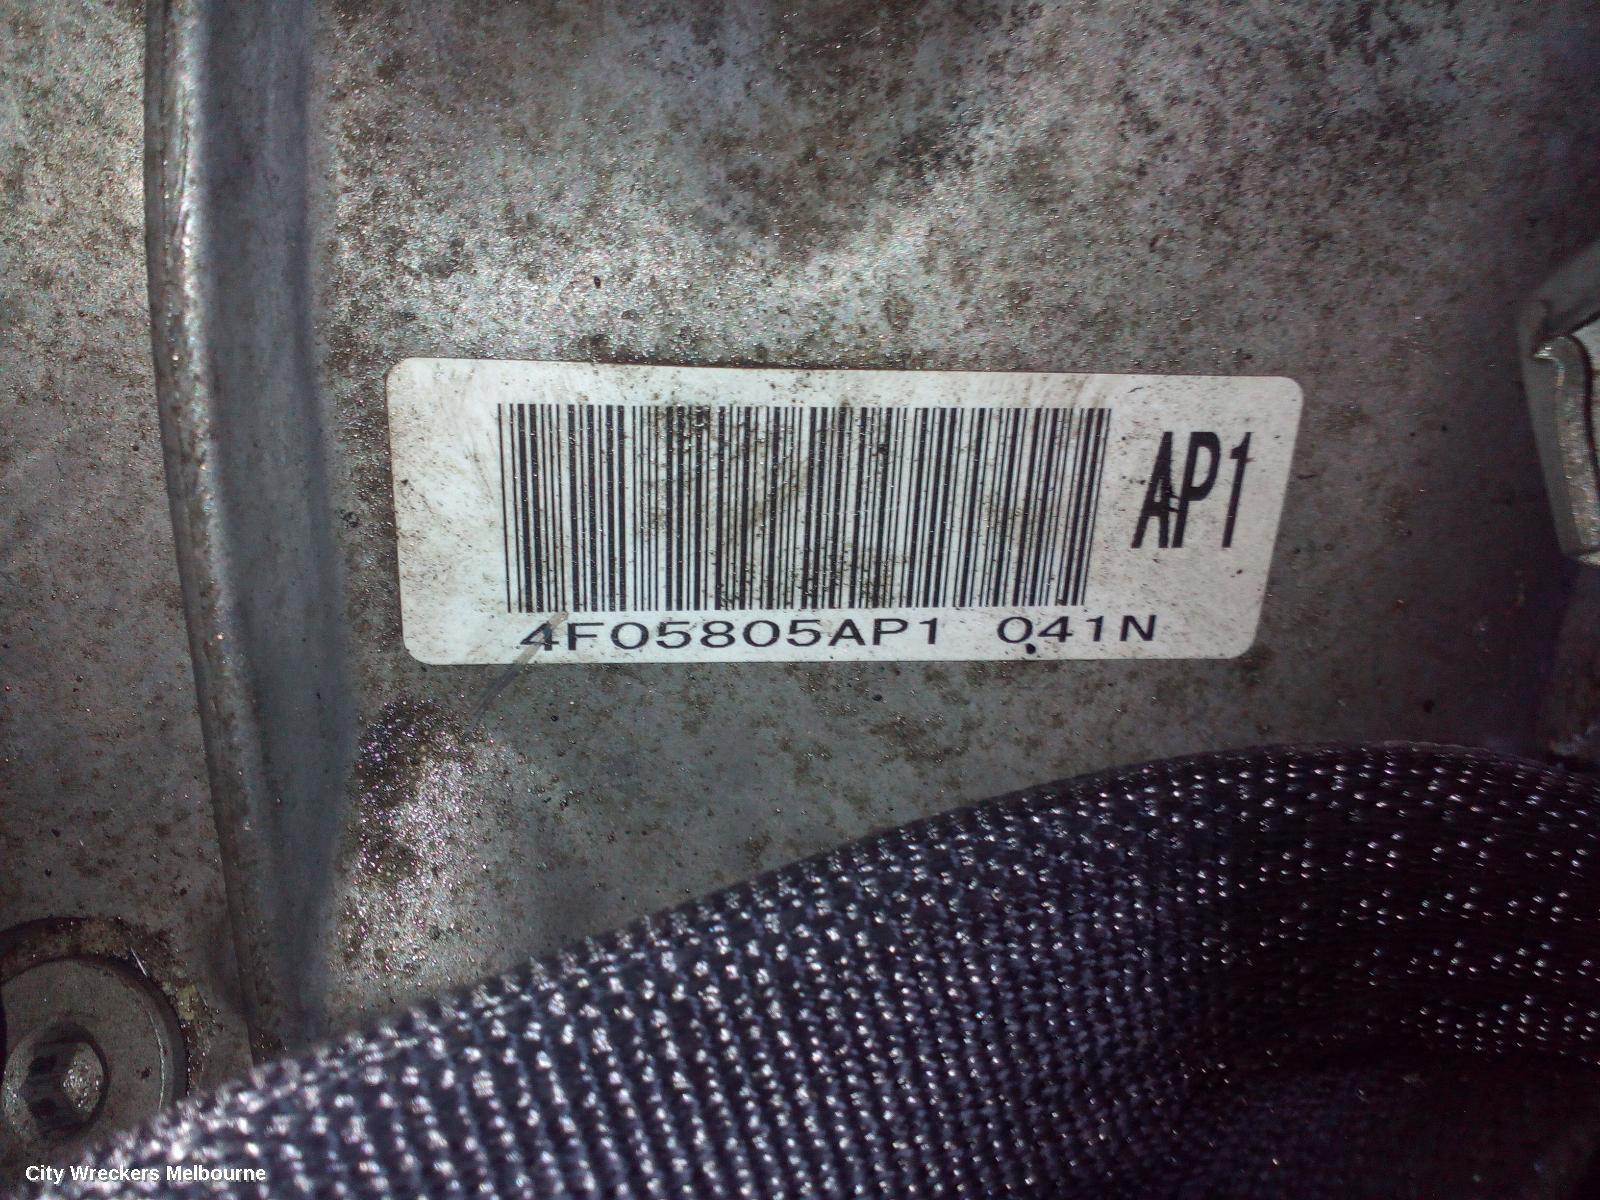 AP1
4F05805AP1 041N
City Wreckers Melbourne